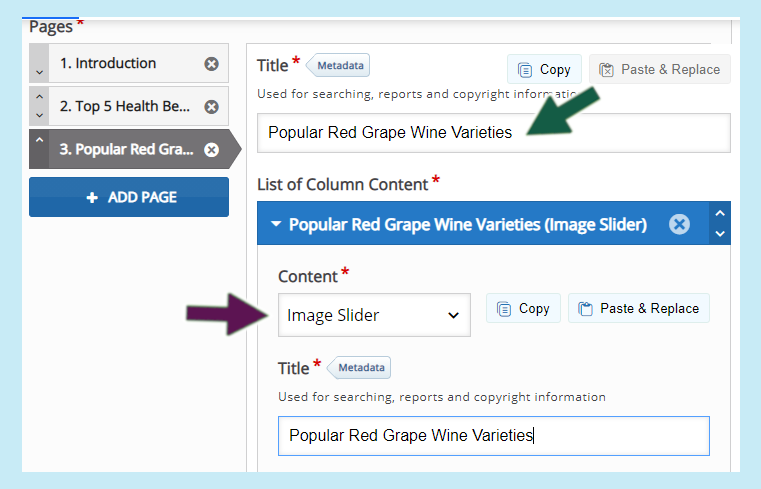 Pages *
1. Introduction
2. Top 5 Health Be...
3. Popular Red Gra...
+ ADD PAGE
Title * Metadata Copy Paste & Replace
Used for searching, reports and copyright information
Popular Red Grape Wine Varieties
List of Column Content *
Popular Red Grape Wine Varieties (Image Slider)
Content *
Image Slider Copy Paste & Replace
Title * Metadata
Used for searching, reports and copyright information
Popular Red Grape Wine Varieties